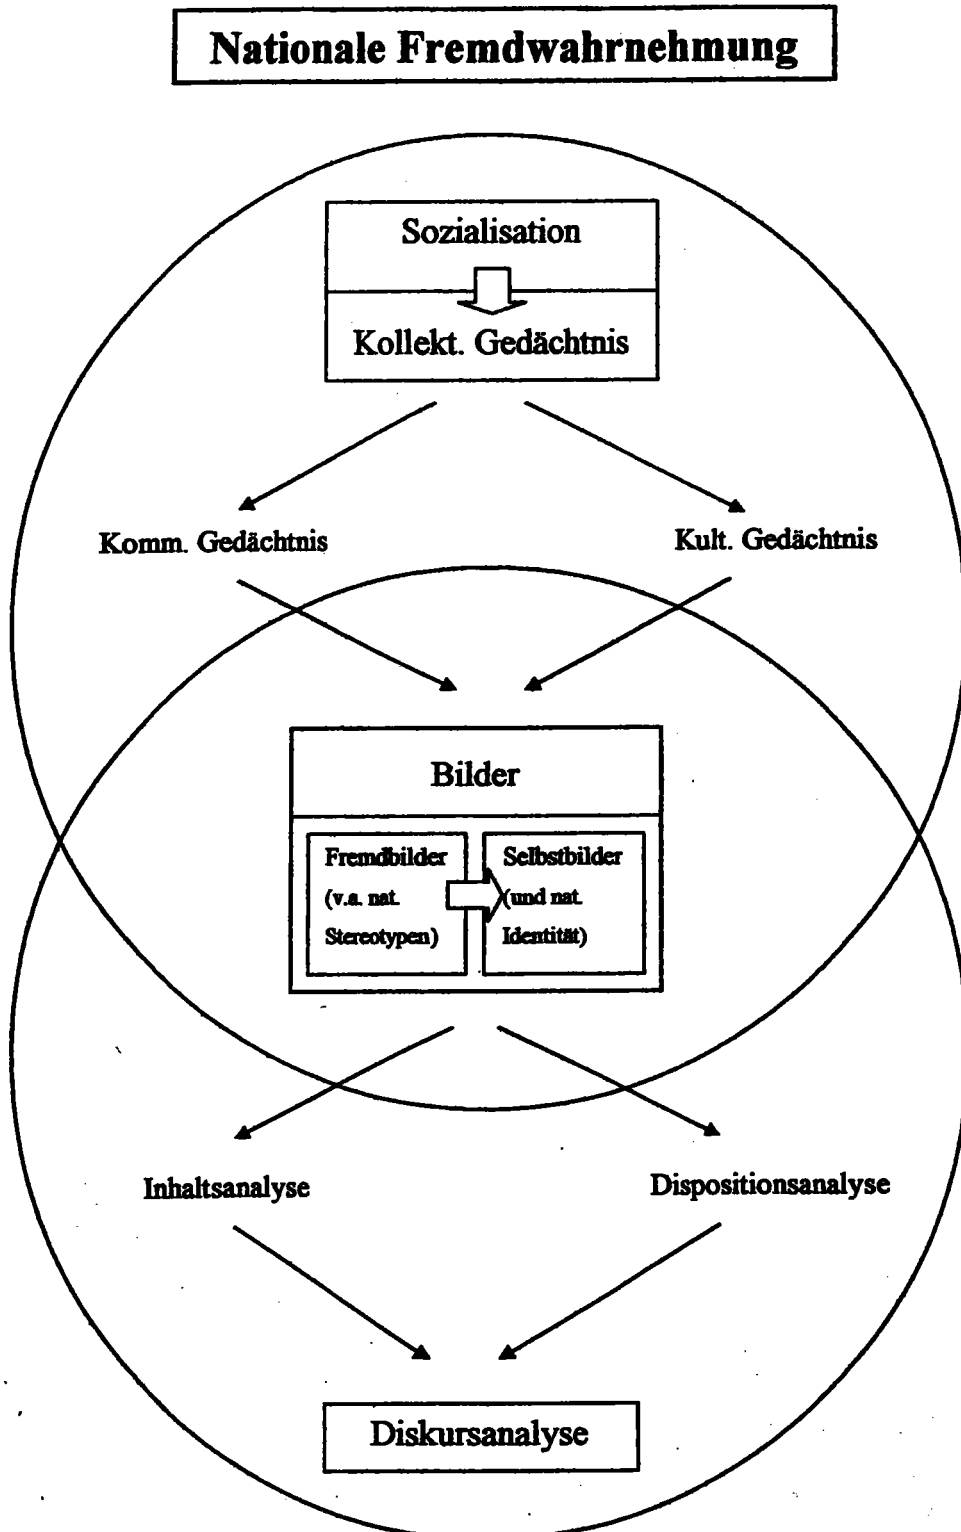 Nationale Fremdwahrnehmung
Sozialisation
Kollekt. Gedächtnis
Komm. Gedächtnis
Kult. Gedächtnis
Bilder
Fremdbilder
(v.a. nat.
Stereotypen)
Selbstbilder
(und nat.
Identität)
Inhaltsanalyse
Dispositionsanalyse
Diskursanalyse